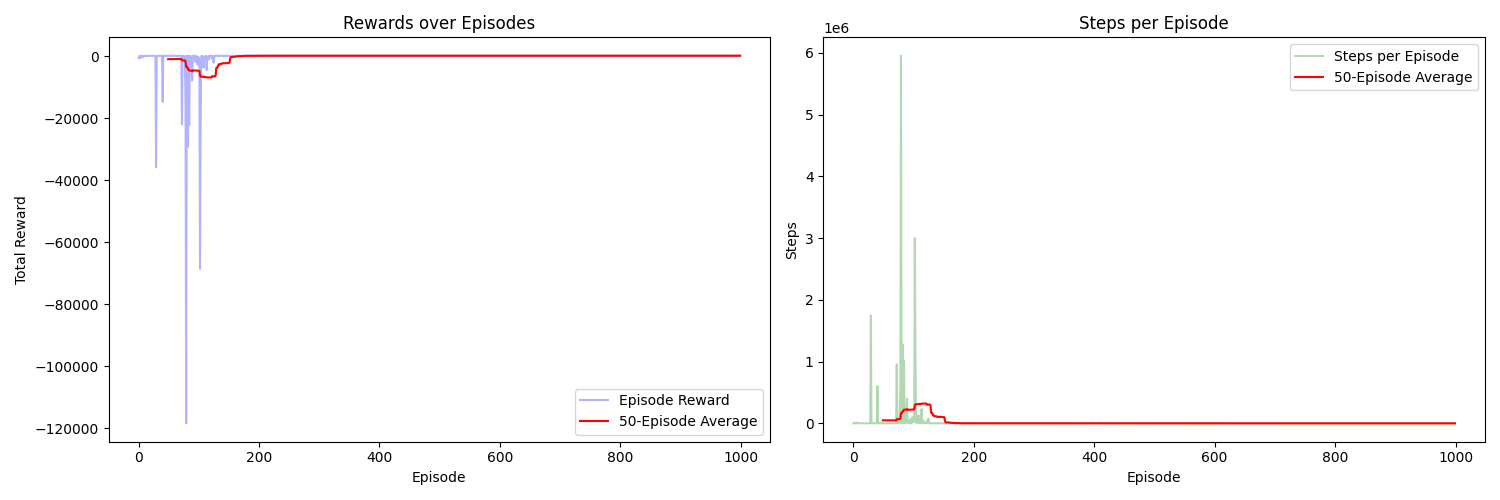 Rewards over Episodes
0
−20000
−40000
−60000
−80000
−100000
−120000
Total Reward
0
200
400
600
800
1000
Episode
Episode Reward
50-Episode Average
Steps per Episode
1e6
6
5
4
3
2
1
0
Steps
0
200
400
600
800
1000
Episode
Steps per Episode
50-Episode Average